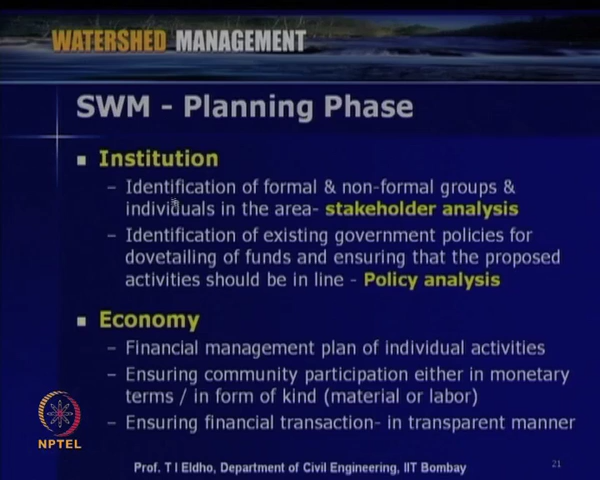 WATERSHED MANAGEMENT
SWM - Planning Phase
▪ Institution
– Identification of formal & non-formal groups &
individuals in the area- stakeholder analysis
– Identification of existing government policies for
dovetailing of funds and ensuring that the proposed
activities should be in line - Policy analysis
▪ Economy
– Financial management plan of individual activities
– Ensuring community participation either in monetary
terms / in form of kind (material or labor)
– Ensuring financial transaction- in transparent manner
NPTEL
Prof. T I Eldho, Department of Civil Engineering, IIT Bombay
21